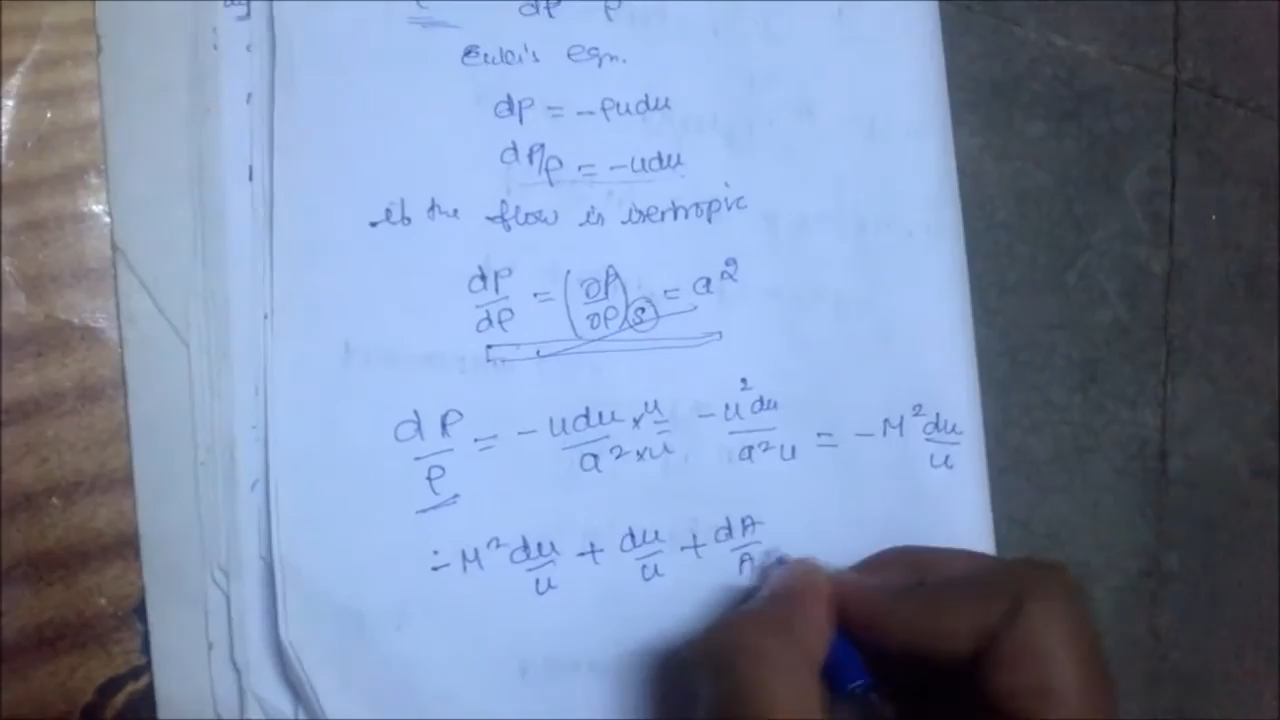 dP ρ
Euler's eqn.
dP = -ρudu
dP/ρ = -udu
if the flow is isentropic
dP/dρ = (∂P/∂ρ)s = a²
dρ/ρ = -udu/a² × u/u - u²du/a²u = -M² du/u
-M² du/u + du/u + dA/A